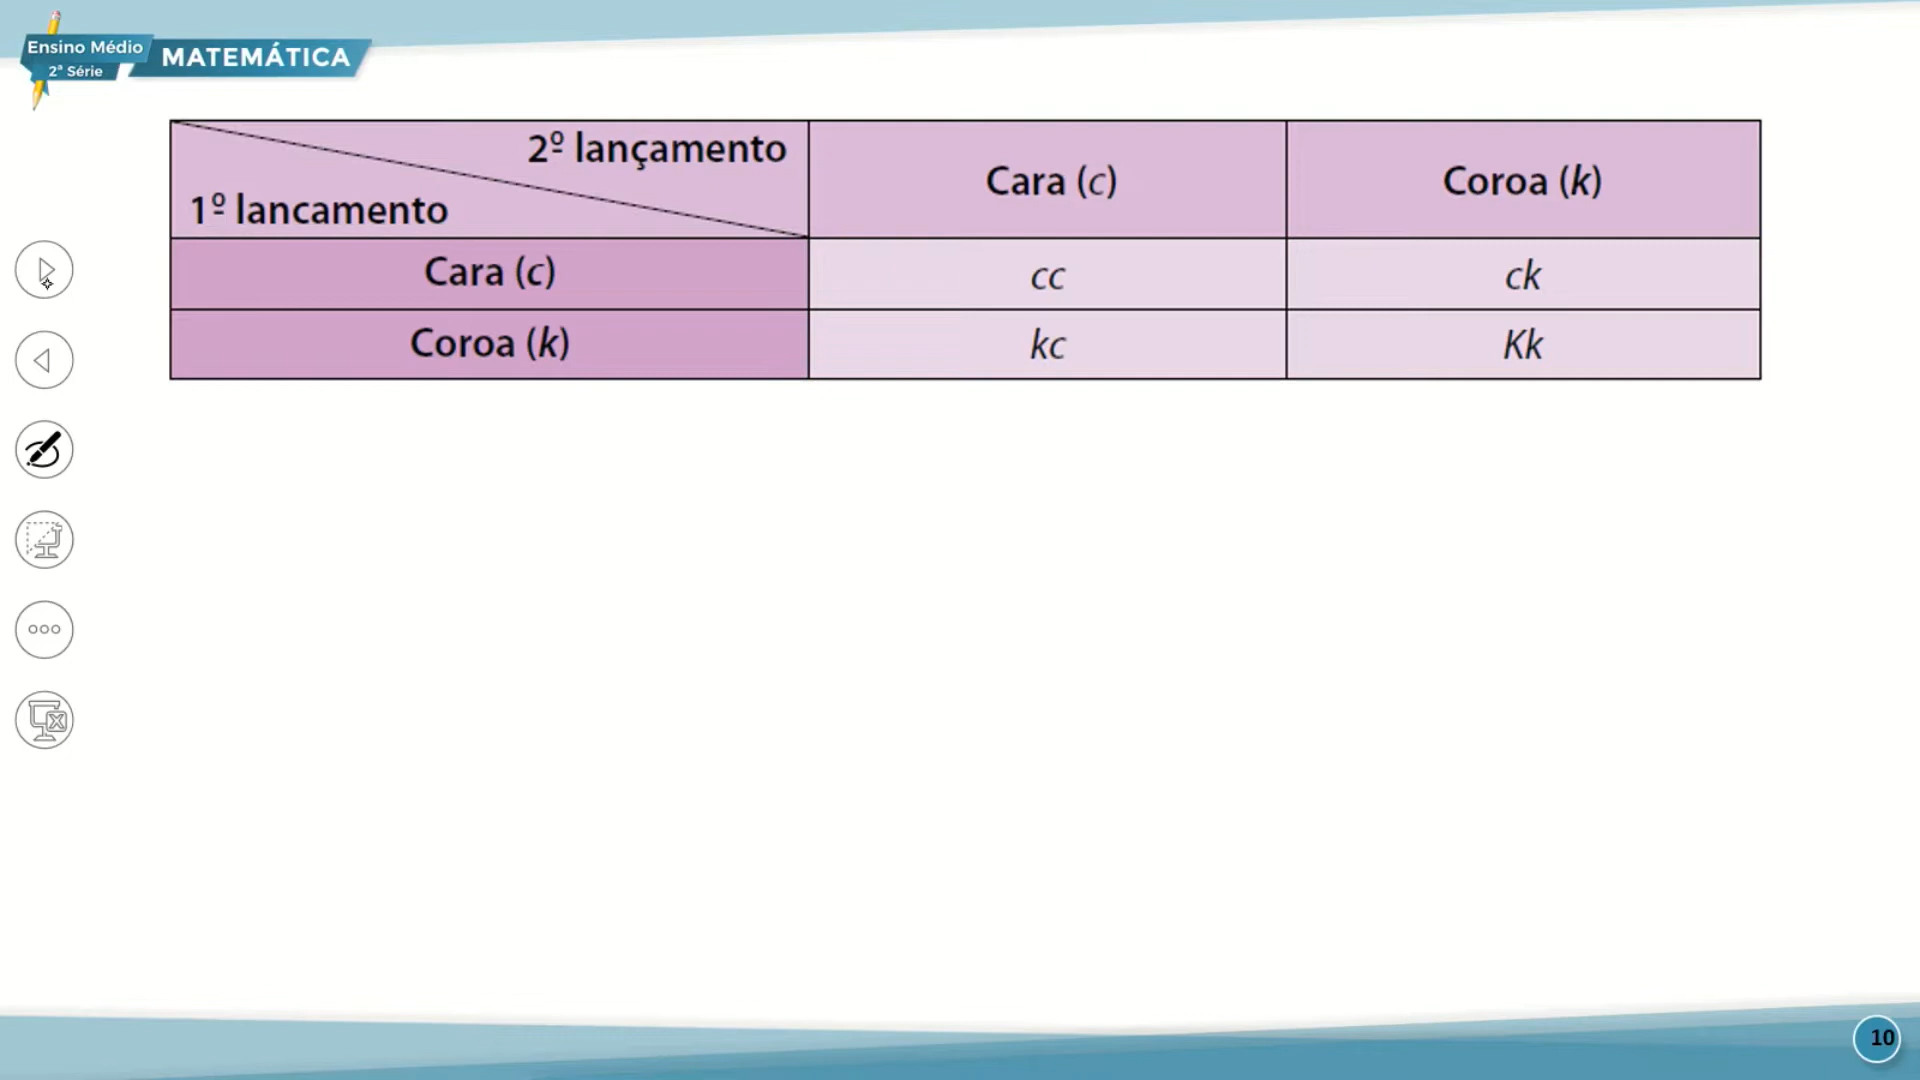 Ensino Médio
2ª Série
MATEMÁTICA
2º lançamento
1º lancamento
Cara (c)
Coroa (k)
Cara (c)
cc
ck
Coroa (k)
kc
Kk
10